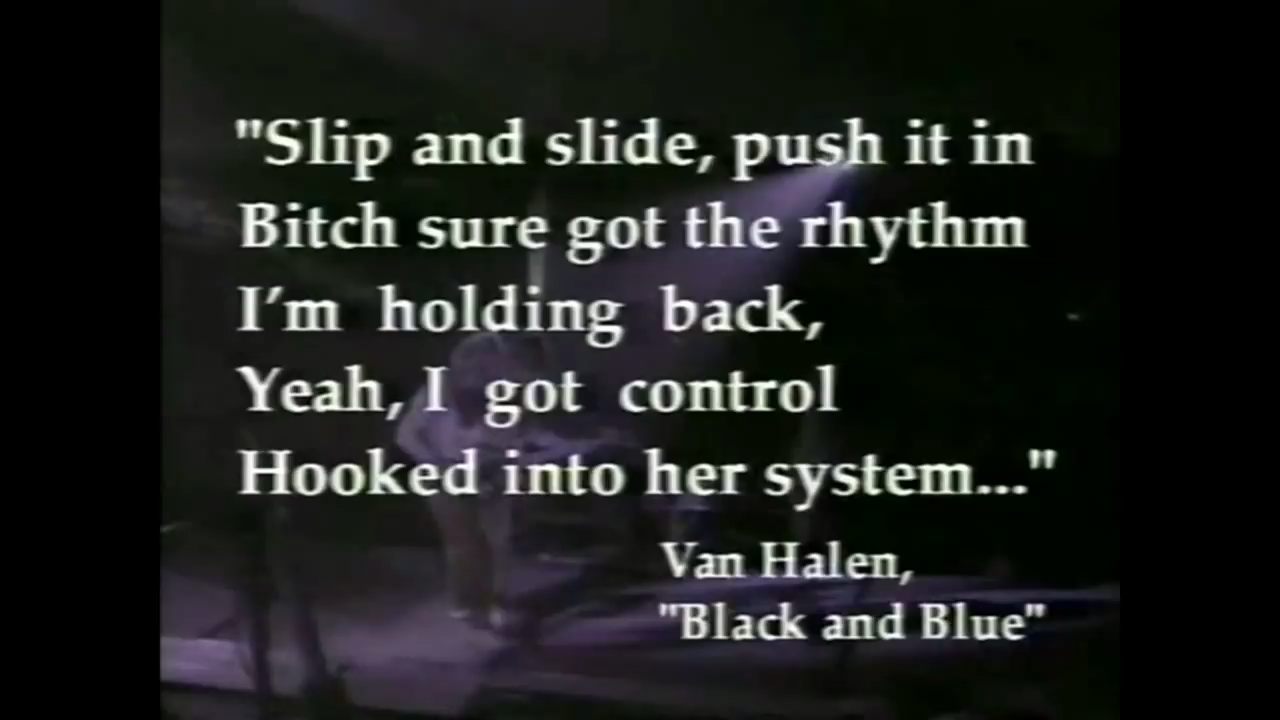 "Slip and slide, push it in
Bitch sure got the rhythm
I'm holding back,
Yeah, I got control
Hooked into her system..."
Van Halen,
"Black and Blue"